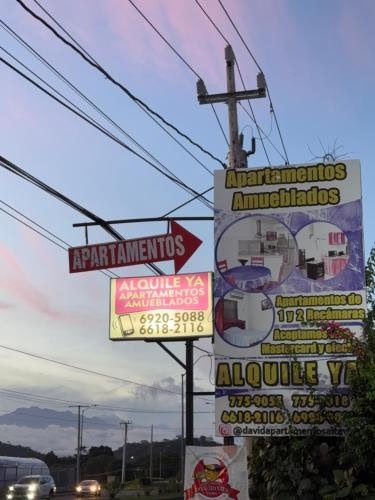 APARTAMENTOS
ALQUILE YA
APARTAMENTOS
AMUEBLADOS
6920-5088
6618-2116
Apartamentos
Amueblados
Apartamentos de
1 y 2 Recámaras
Aceptamos
Mastercard y
ALQUILE YA
6618-2116